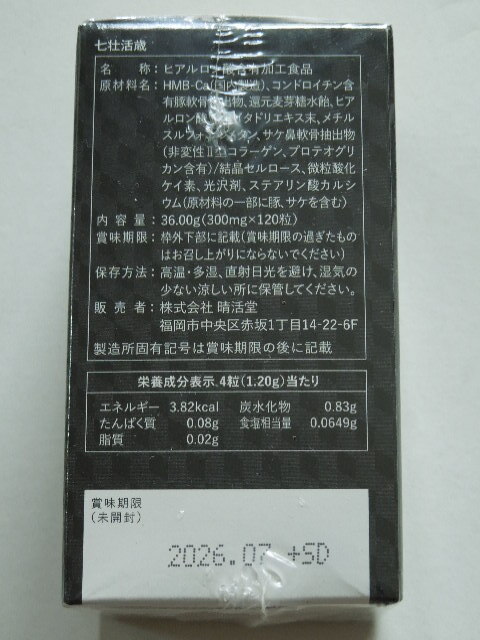 七壮活蔵
名　　称：ヒアルロン酸含有加工食品
原材料名：HMB-Ca(国内製造)、コンドロイチン含
有豚軟骨抽出物、還元麦芽糖水飴、ヒア
ルロン酸、イタドリエキス末、メチル
スルフォニルメタン、サケ鼻軟骨抽出物
(非変性Ⅱ型コラーゲン、プロテオグリ
カン含有)/結晶セルロース、微粒酸化
ケイ素、光沢剤、ステアリン酸カルシ
ウム(原材料の一部に豚、サケを含む)
内 容 量：36.00g(300mg×120粒)
賞味期限：枠外下部に記載(賞味期限の過ぎたもの
はお召し上がりにならないでください)
保存方法：高温・多湿、直射日光を避け、湿気の
少ない涼しい所に保管してください。
販 売 者：株式会社 晴活堂
福岡市中央区赤坂1丁目14-22-6F
製造所固有記号は賞味期限の後に記載
栄養成分表示 4粒(1.20g)当たり
エネルギー 3.82kcal 炭水化物 0.83g
たんぱく質 0.08g 食塩相当量 0.0649g
脂質 0.02g
賞味期限
(未開封)
2026.07 +SD